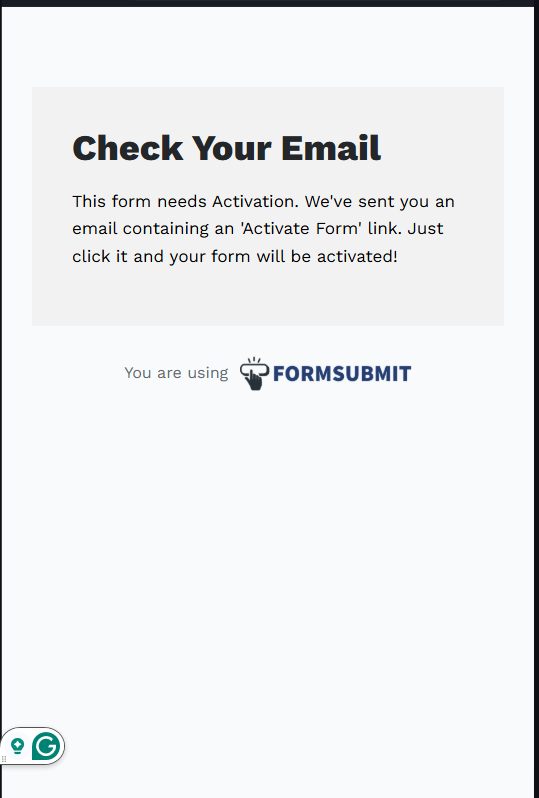 Check Your Email
This form needs Activation. We've sent you an
email containing an 'Activate Form' link. Just
click it and your form will be activated!
You are using FORMSUBMIT
G